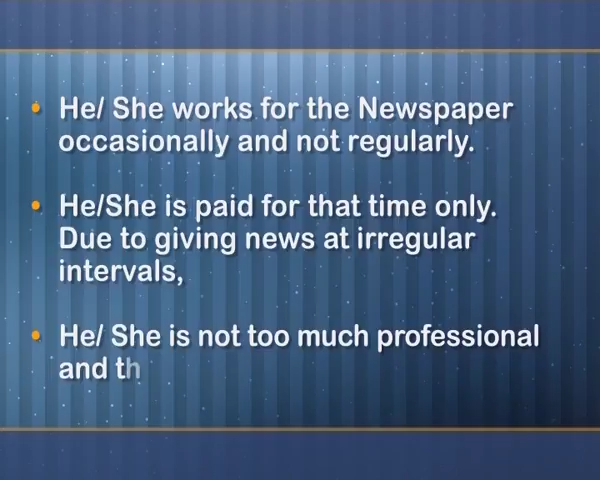 • He/ She works for the Newspaper
occasionally and not regularly.
• He/She is paid for that time only.
Due to giving news at irregular
intervals,
• He/ She is not too much professional
and th